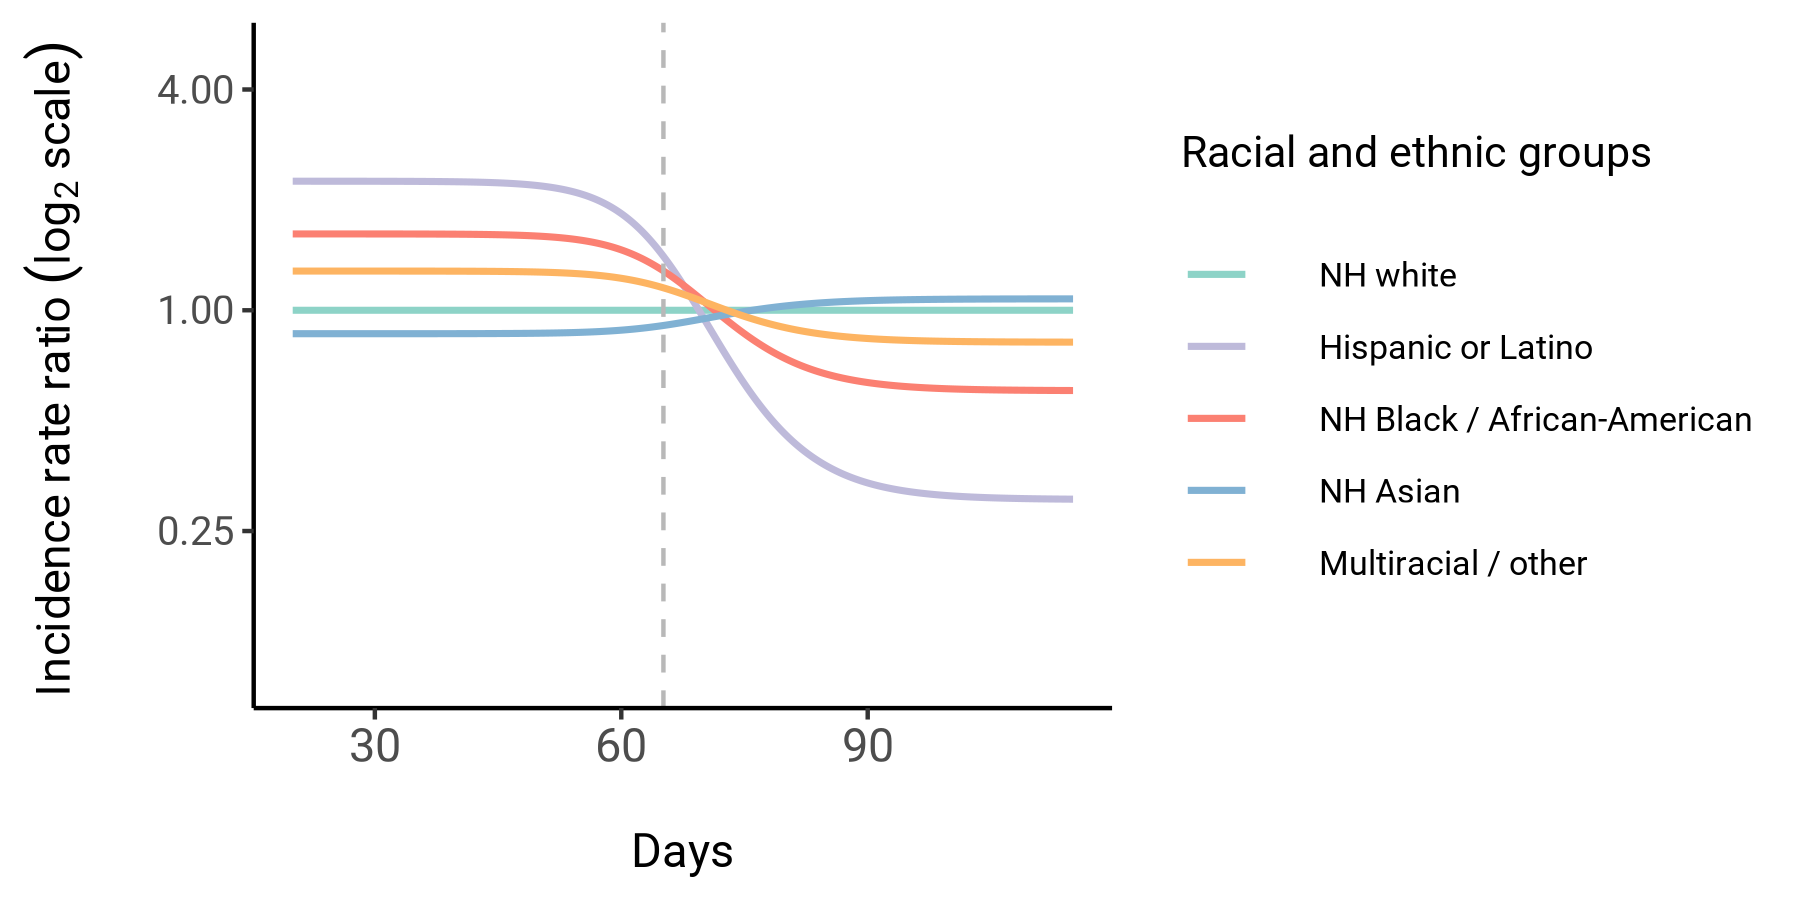 Incidence rate ratio (log₂ scale)
4.00
1.00
0.25
30 60 90
Days
Racial and ethnic groups
NH white
Hispanic or Latino
NH Black / African-American
NH Asian
Multiracial / other